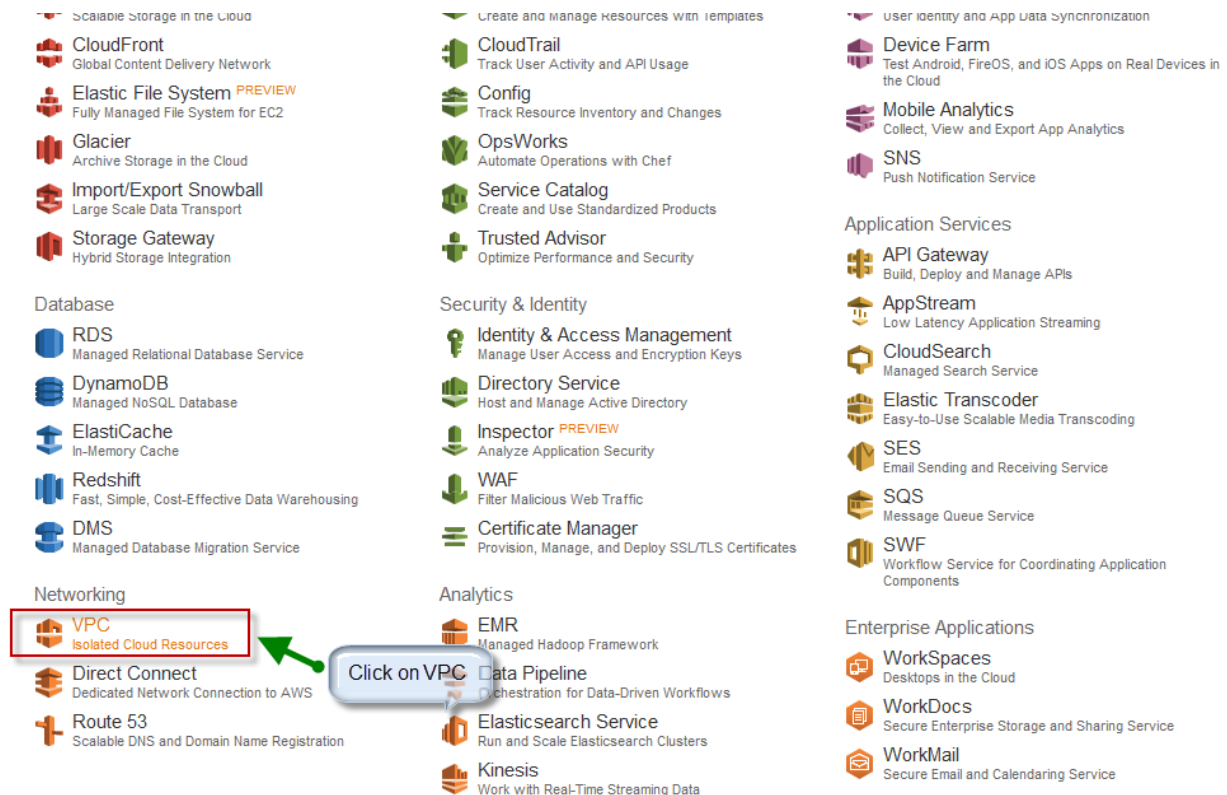 Scalable Storage in the Cloud
CloudFront
Global Content Delivery Network
Elastic File System PREVIEW
Fully Managed File System for EC2
Glacier
Archive Storage in the Cloud
Import/Export Snowball
Large Scale Data Transport
Storage Gateway
Hybrid Storage Integration
Database
RDS
Managed Relational Database Service
DynamoDB
Managed NoSQL Database
ElastiCache
In-Memory Cache
Redshift
Fast, Simple, Cost-Effective Data Warehousing
DMS
Managed Database Migration Service
Networking
VPC
Isolated Cloud Resources
Direct Connect
Dedicated Network Connection to AWS
Route 53
Scalable DNS and Domain Name Registration
Click on VPC
Create and Manage Resources with Templates
CloudTrail
Track User Activity and API Usage
Config
Track Resource Inventory and Changes
OpsWorks
Automate Operations with Chef
Service Catalog
Create and Use Standardized Products
Trusted Advisor
Optimize Performance and Security
Security & Identity
Identity & Access Management
Manage User Access and Encryption Keys
Directory Service
Host and Manage Active Directory
Inspector PREVIEW
Analyze Application Security
WAF
Filter Malicious Web Traffic
Certificate Manager
Provision, Manage, and Deploy SSL/TLS Certificates
Analytics
EMR
Managed Hadoop Framework
Data Pipeline
Orchestration for Data-Driven Workflows
Elasticsearch Service
Run and Scale Elasticsearch Clusters
Kinesis
Work with Real-Time Streaming Data
User Identity and App Data Synchronization
Device Farm
Test Android, FireOS, and iOS Apps on Real Devices in
the Cloud
Mobile Analytics
Collect, View and Export App Analytics
SNS
Push Notification Service
Application Services
API Gateway
Build, Deploy and Manage APIs
AppStream
Low Latency Application Streaming
CloudSearch
Managed Search Service
Elastic Transcoder
Easy-to-Use Scalable Media Transcoding
SES
Email Sending and Receiving Service
SQS
Message Queue Service
SWF
Workflow Service for Coordinating Application
Components
Enterprise Applications
WorkSpaces
Desktops in the Cloud
WorkDocs
Secure Enterprise Storage and Sharing Service
WorkMail
Secure Email and Calendaring Service